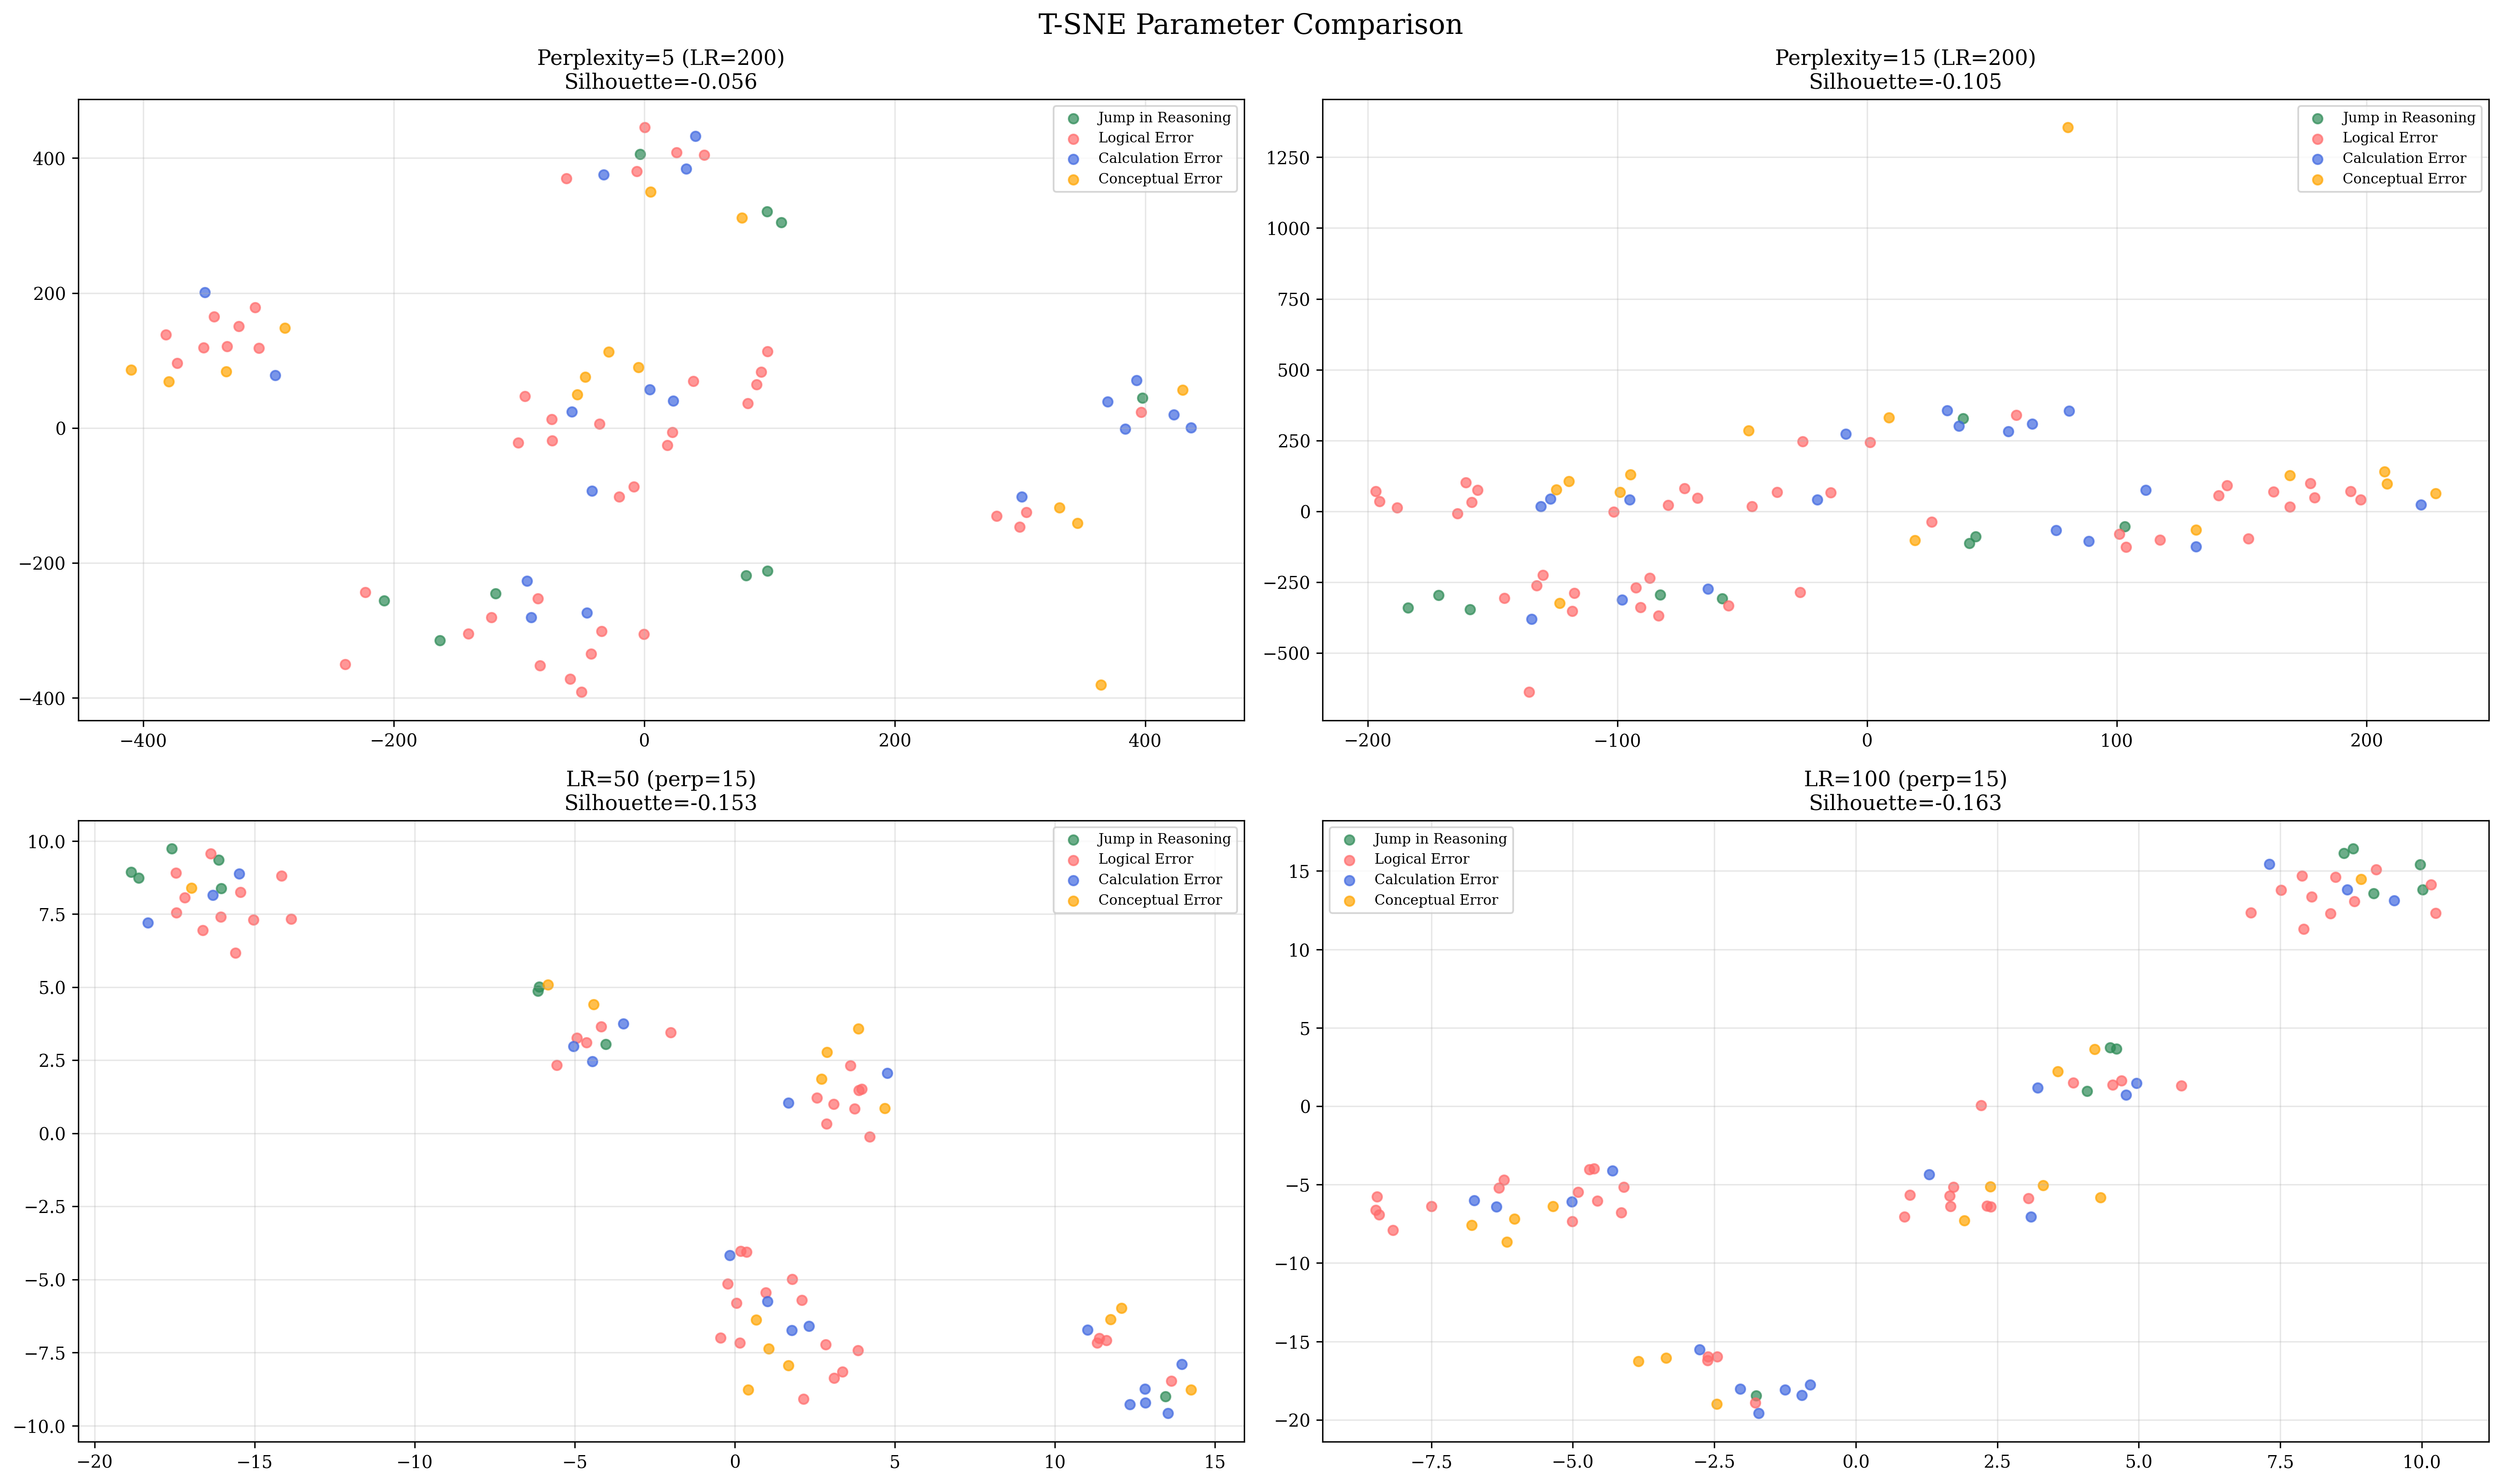 T-SNE Parameter Comparison
Perplexity=5 (LR=200)
Silhouette=-0.056
Jump in Reasoning
Logical Error
Calculation Error
Conceptual Error
400
200
0
−200
−400
−400
−200
0
200
400
Perplexity=15 (LR=200)
Silhouette=-0.105
Jump in Reasoning
Logical Error
Calculation Error
Conceptual Error
1250
1000
750
500
250
0
−250
−500
−200
−100
0
100
200
LR=50 (perp=15)
Silhouette=-0.153
Jump in Reasoning
Logical Error
Calculation Error
Conceptual Error
10.0
7.5
5.0
2.5
0.0
−2.5
−5.0
−7.5
−10.0
−20
−15
−10
−5
0
5
10
15
LR=100 (perp=15)
Silhouette=-0.163
Jump in Reasoning
Logical Error
Calculation Error
Conceptual Error
15
10
5
0
−5
−10
−15
−20
−7.5
−5.0
−2.5
0.0
2.5
5.0
7.5
10.0